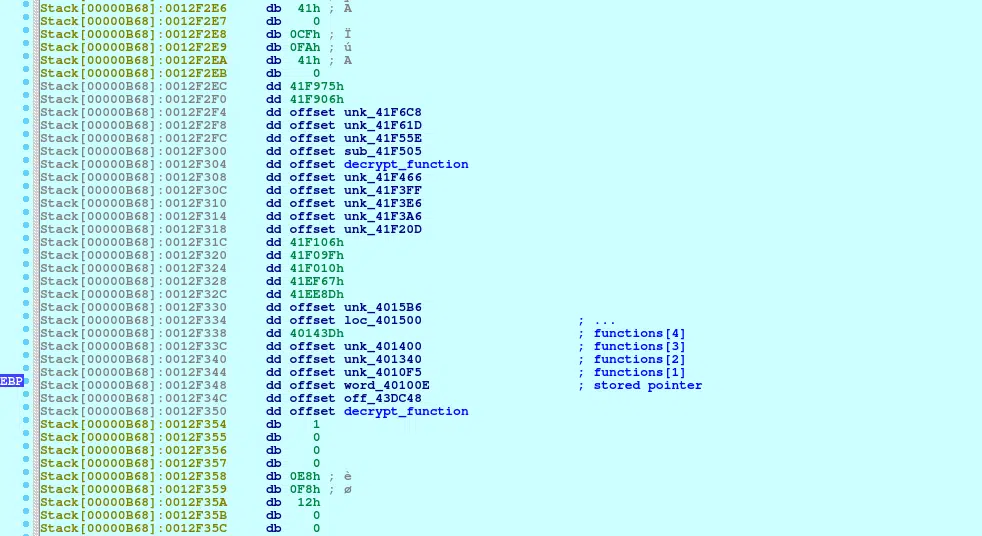 Stack[00000B68]:0012F2E6 db 41h ; A
Stack[00000B68]:0012F2E7 db 0
Stack[00000B68]:0012F2E8 db 0CFh ; Ï
Stack[00000B68]:0012F2E9 db 0FAh ; ú
Stack[00000B68]:0012F2EA db 41h ; A
Stack[00000B68]:0012F2EB db 0
Stack[00000B68]:0012F2EC dd 41F975h
Stack[00000B68]:0012F2F0 dd 41F906h
Stack[00000B68]:0012F2F4 dd offset unk_41F6C8
Stack[00000B68]:0012F2F8 dd offset unk_41F61D
Stack[00000B68]:0012F2FC dd offset unk_41F55E
Stack[00000B68]:0012F300 dd offset sub_41F505
Stack[00000B68]:0012F304 dd offset decrypt_function
Stack[00000B68]:0012F308 dd offset unk_41F466
Stack[00000B68]:0012F30C dd offset unk_41F3FF
Stack[00000B68]:0012F310 dd offset unk_41F3E6
Stack[00000B68]:0012F314 dd offset unk_41F3A6
Stack[00000B68]:0012F318 dd offset unk_41F20D
Stack[00000B68]:0012F31C dd 41F106h
Stack[00000B68]:0012F320 dd 41F09Fh
Stack[00000B68]:0012F324 dd 41F010h
Stack[00000B68]:0012F328 dd 41EF67h
Stack[00000B68]:0012F32C dd 41EE8Dh
Stack[00000B68]:0012F330 dd offset unk_4015B6
Stack[00000B68]:0012F334 dd offset loc_401500 ; ...
Stack[00000B68]:0012F338 dd 40143Dh ; functions[4]
Stack[00000B68]:0012F33C dd offset unk_401400 ; functions[3]
Stack[00000B68]:0012F340 dd offset unk_401340 ; functions[2]
Stack[00000B68]:0012F344 dd offset unk_4010F5 ; functions[1]
EBP Stack[00000B68]:0012F348 dd offset word_40100E ; stored pointer
Stack[00000B68]:0012F34C dd offset off_43DC48
Stack[00000B68]:0012F350 dd offset decrypt_function
Stack[00000B68]:0012F354 db 1
Stack[00000B68]:0012F355 db 0
Stack[00000B68]:0012F356 db 0
Stack[00000B68]:0012F357 db 0
Stack[00000B68]:0012F358 db 0E8h ; è
Stack[00000B68]:0012F359 db 0F8h ; ø
Stack[00000B68]:0012F35A db 12h
Stack[00000B68]:0012F35B db 0
Stack[00000B68]:0012F35C db 0